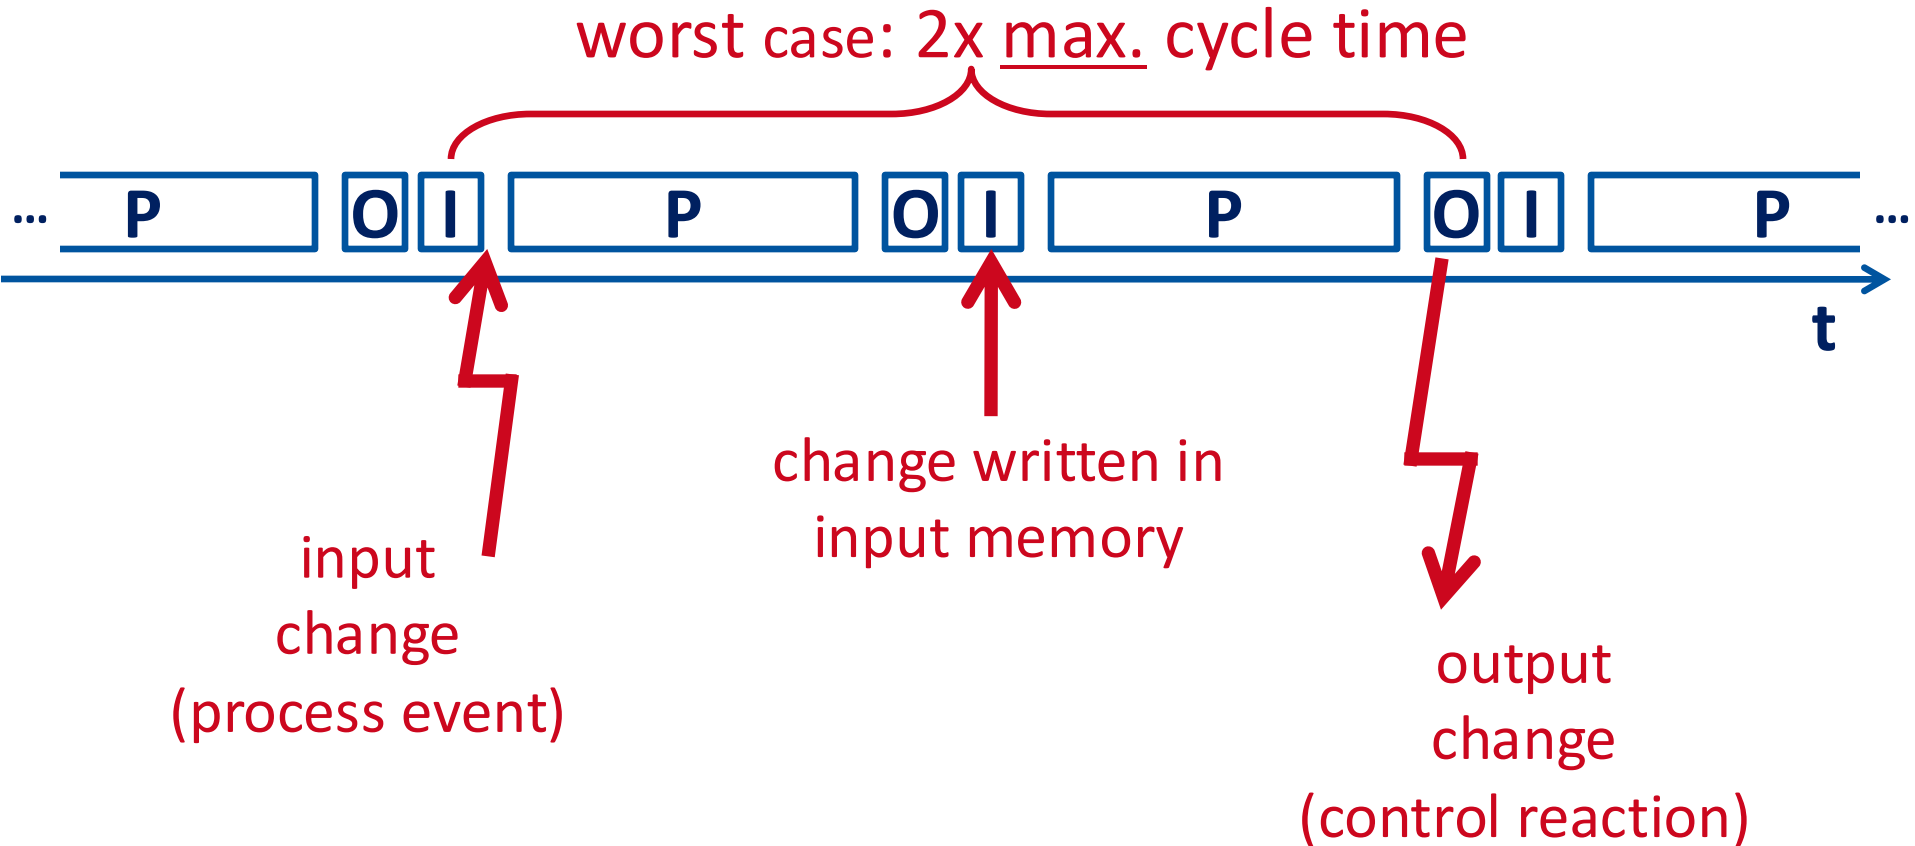 worst case: 2x max. cycle time
... P O I P O I P O I P ...
t
input
change
(process event)
change written in
input memory
output
change
(control reaction)